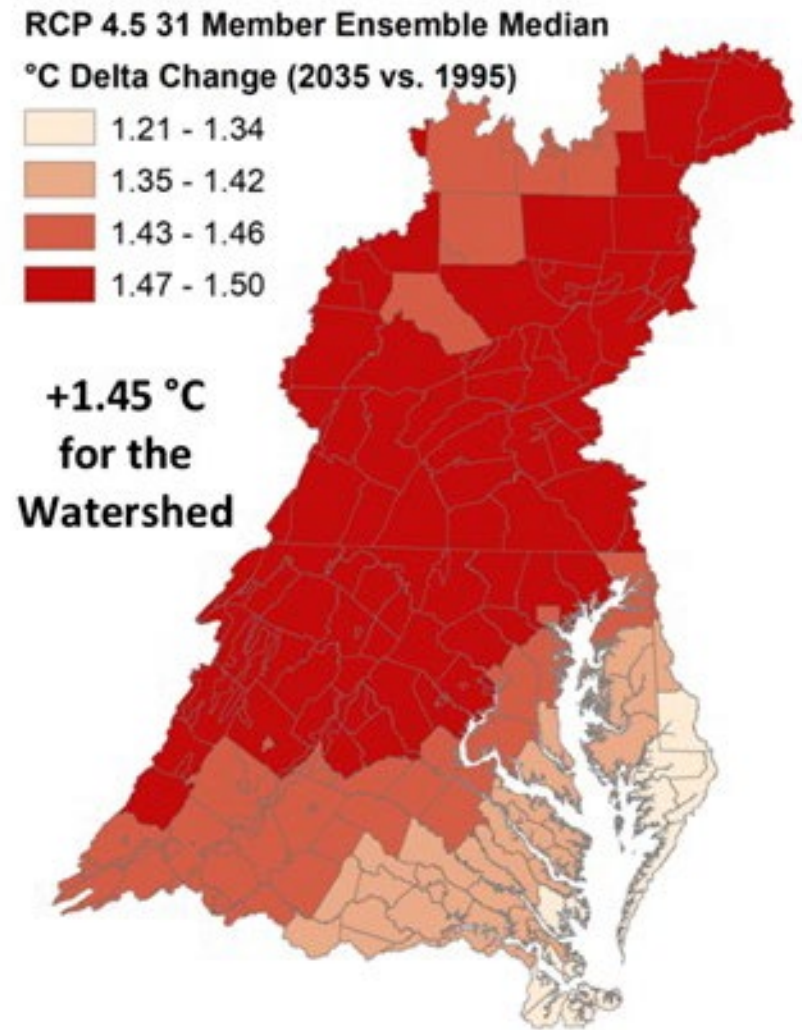 RCP 4.5 31 Member Ensemble Median
°C Delta Change (2035 vs. 1995)
1.21 - 1.34
1.35 - 1.42
1.43 - 1.46
1.47 - 1.50
+1.45 °C
for the
Watershed